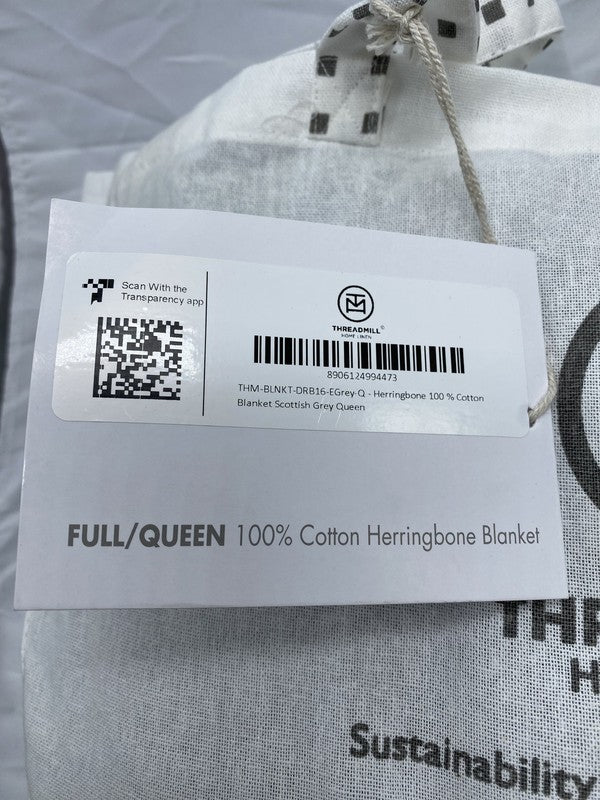 Scan With the
Transparency app
THREADMILL®
HOME LINEN
8906124994473
THM-BLNKT-DRB16-EGrey-Q - Herringbone 100 % Cotton
Blanket Scottish Grey Queen
FULL/QUEEN 100% Cotton Herringbone Blanket
THR
H
Sustainability